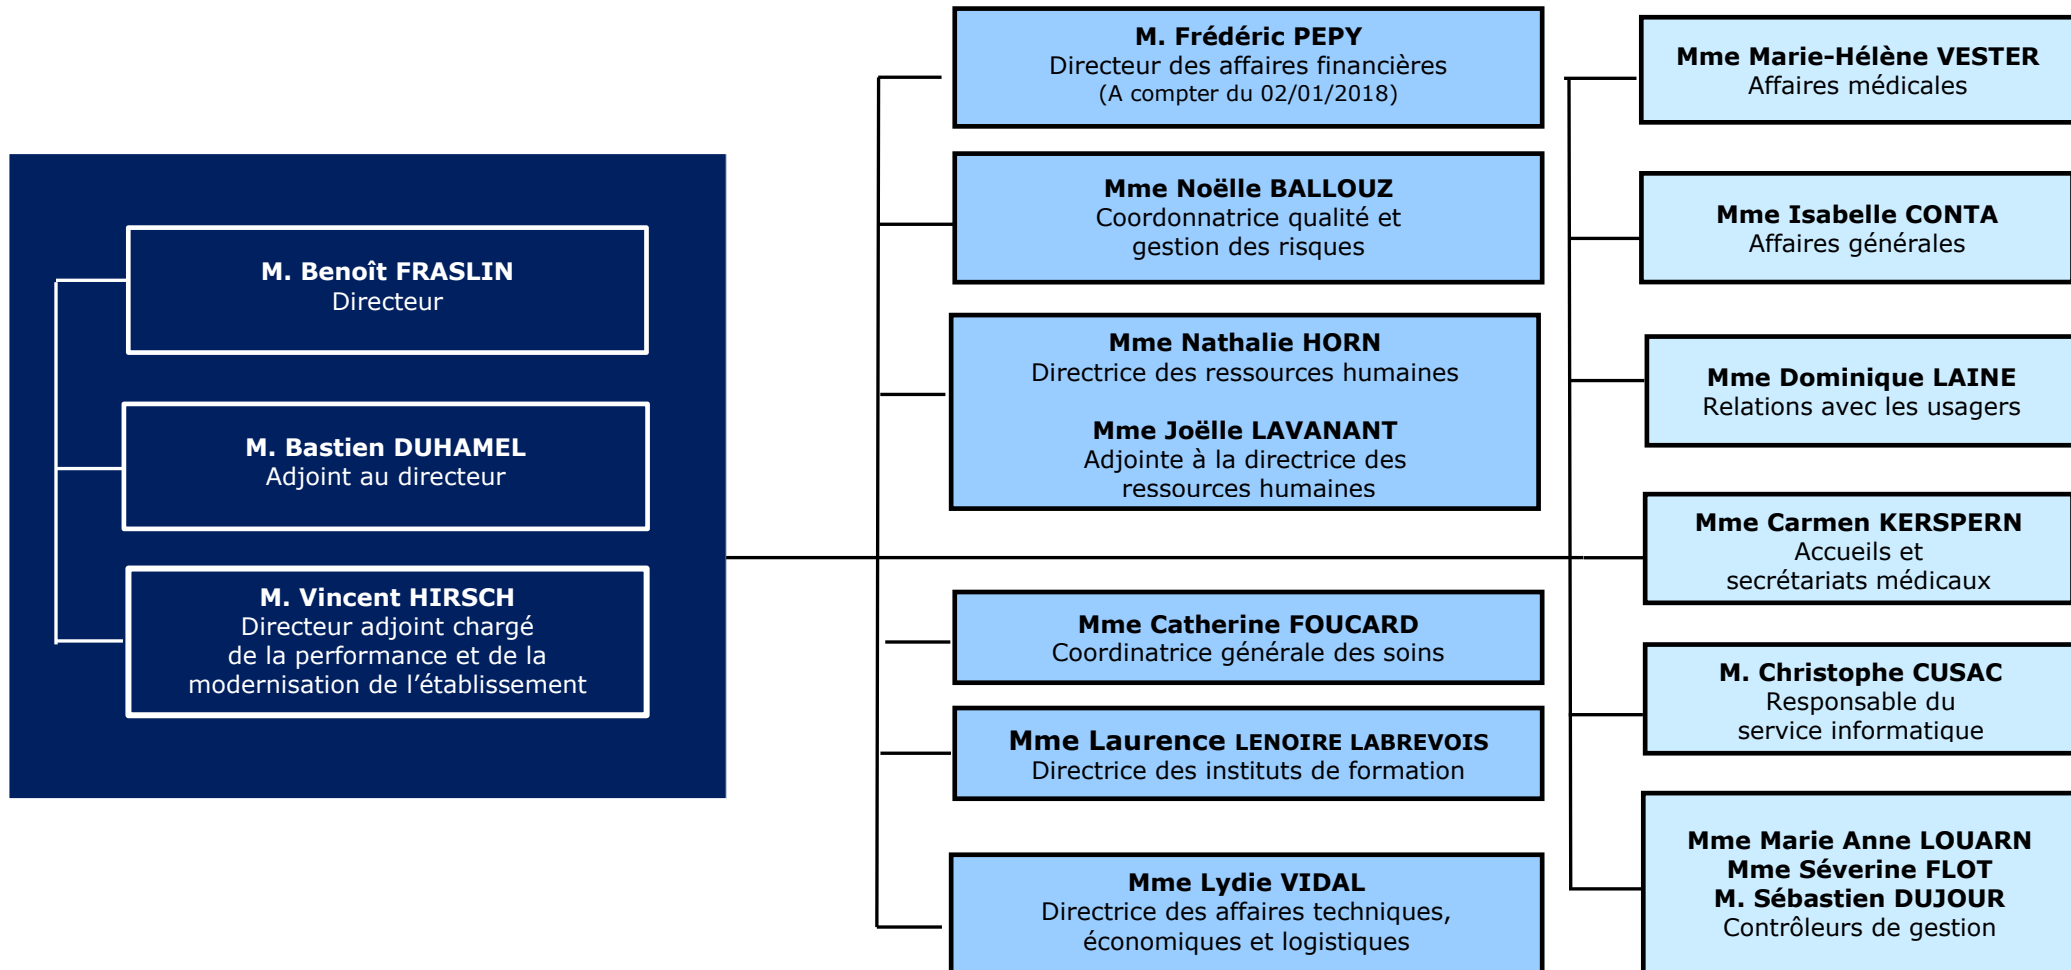 M. Benoît FRASLIN
Directeur
M. Bastien DUHAMEL
Adjoint au directeur
M. Vincent HIRSCH
Directeur adjoint chargé
de la performance et de la
modernisation de l’établissement
M. Frédéric PEPY
Directeur des affaires financières
(A compter du 02/01/2018)
Mme Noëlle BALLOUZ
Coordonnatrice qualité et
gestion des risques
Mme Nathalie HORN
Directrice des ressources humaines
Mme Joëlle LAVANANT
Adjointe à la directrice des
ressources humaines
Mme Catherine FOUCARD
Coordinatrice générale des soins
Mme Laurence LENOIRE LABREVOIS
Directrice des instituts de formation
Mme Lydie VIDAL
Directrice des affaires techniques,
économiques et logistiques
Mme Marie-Hélène VESTER
Affaires médicales
Mme Isabelle CONTA
Affaires générales
Mme Dominique LAINE
Relations avec les usagers
Mme Carmen KERSPERN
Accueils et
secrétariats médicaux
M. Christophe CUSAC
Responsable du
service informatique
Mme Marie Anne LOUARN
Mme Séverine FLOT
M. Sébastien DUJOUR
Contrôleurs de gestion